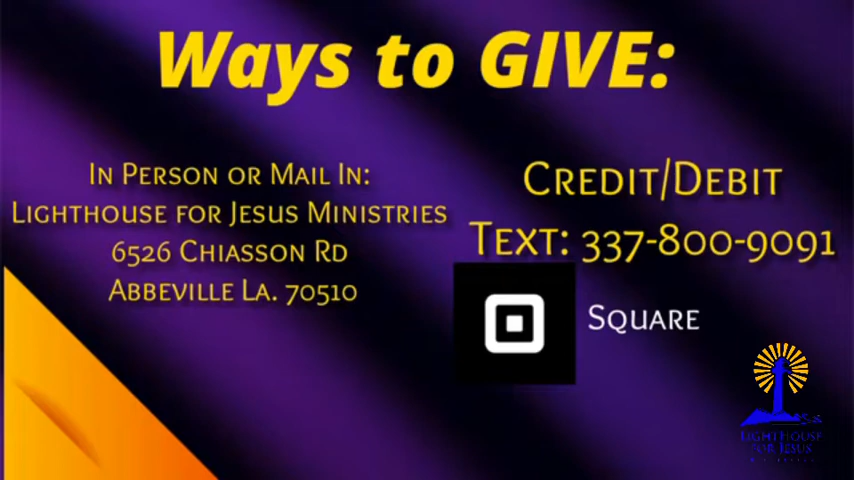 Ways to GIVE:
In Person or Mail In:
Lighthouse for Jesus Ministries
6526 Chiasson Rd
Abbeville La. 70510
Credit/Debit
Text: 337-800-9091
Square
LightHouse
for Jesus